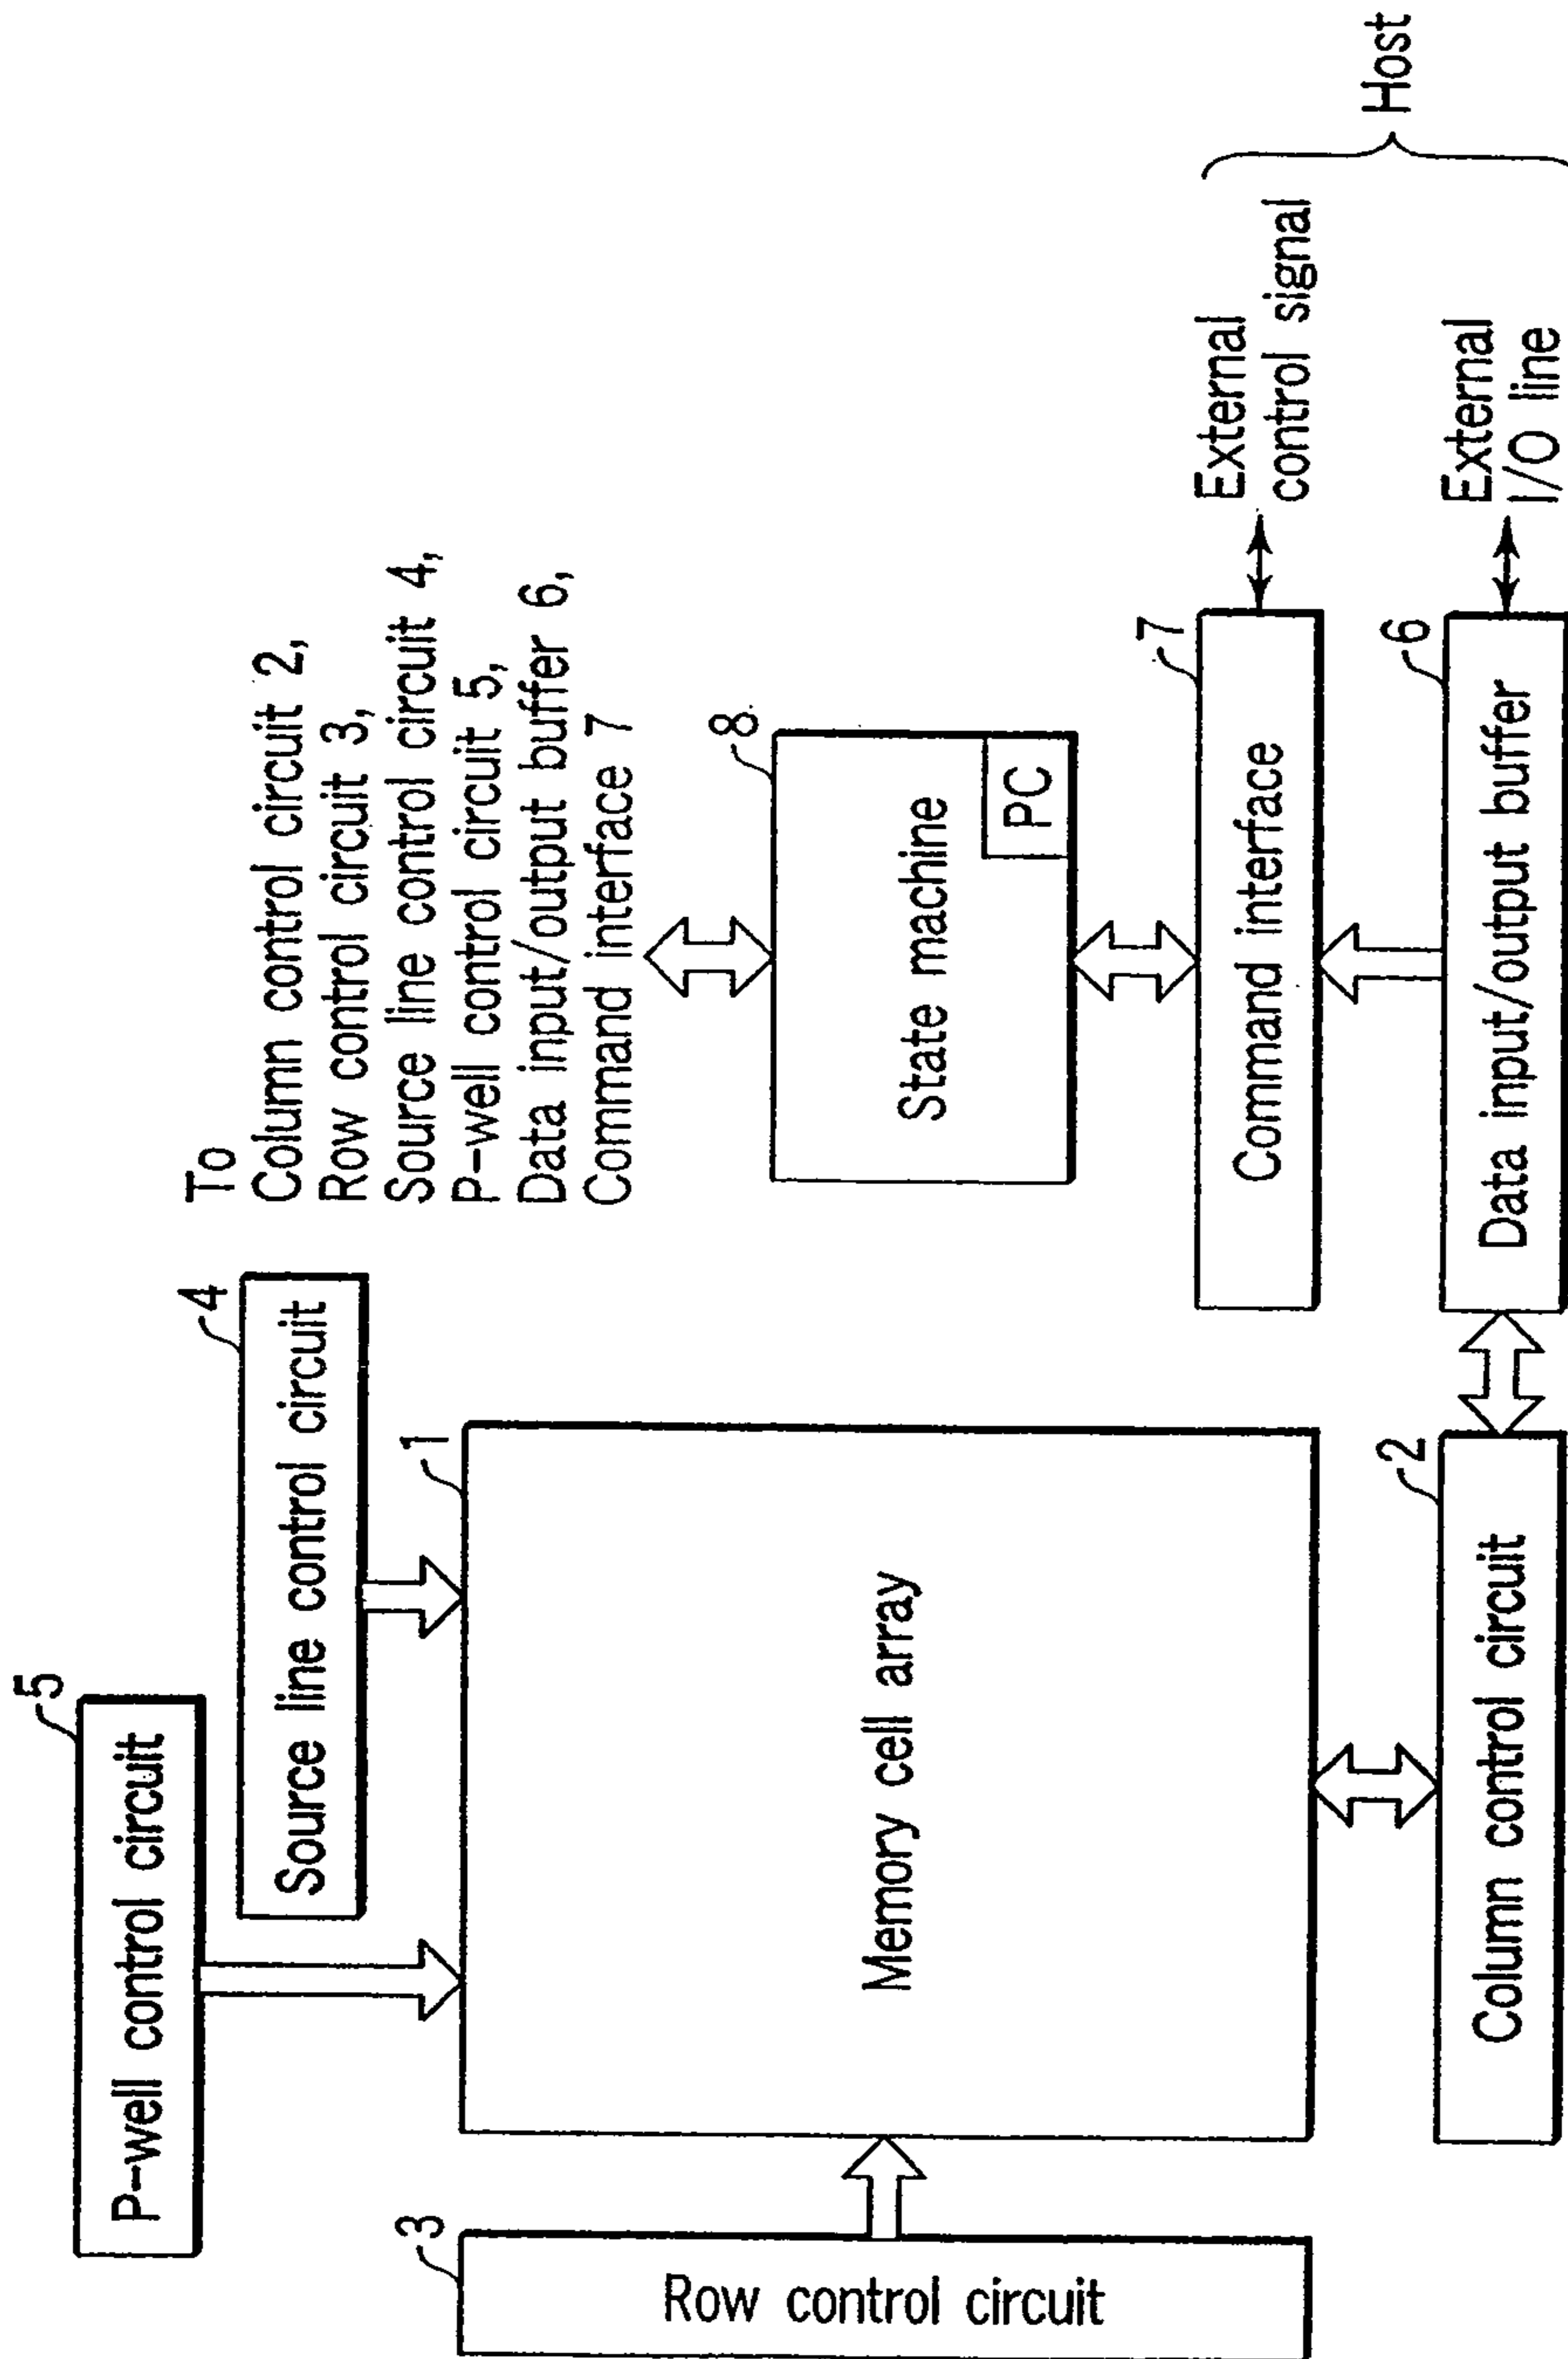 5
P-well control circuit
4
Source line control circuit
To
Column control circuit 2,
Row control circuit 3,
Source line control circuit 4,
P-well control circuit 5,
Data input/output buffer 6,
Command interface 7
3
Row control circuit
1
Memory cell array
8
State machine
PC
7
Command interface
External
control signal
2
Column control circuit
6
Data input/output buffer
External
I/O line
Host